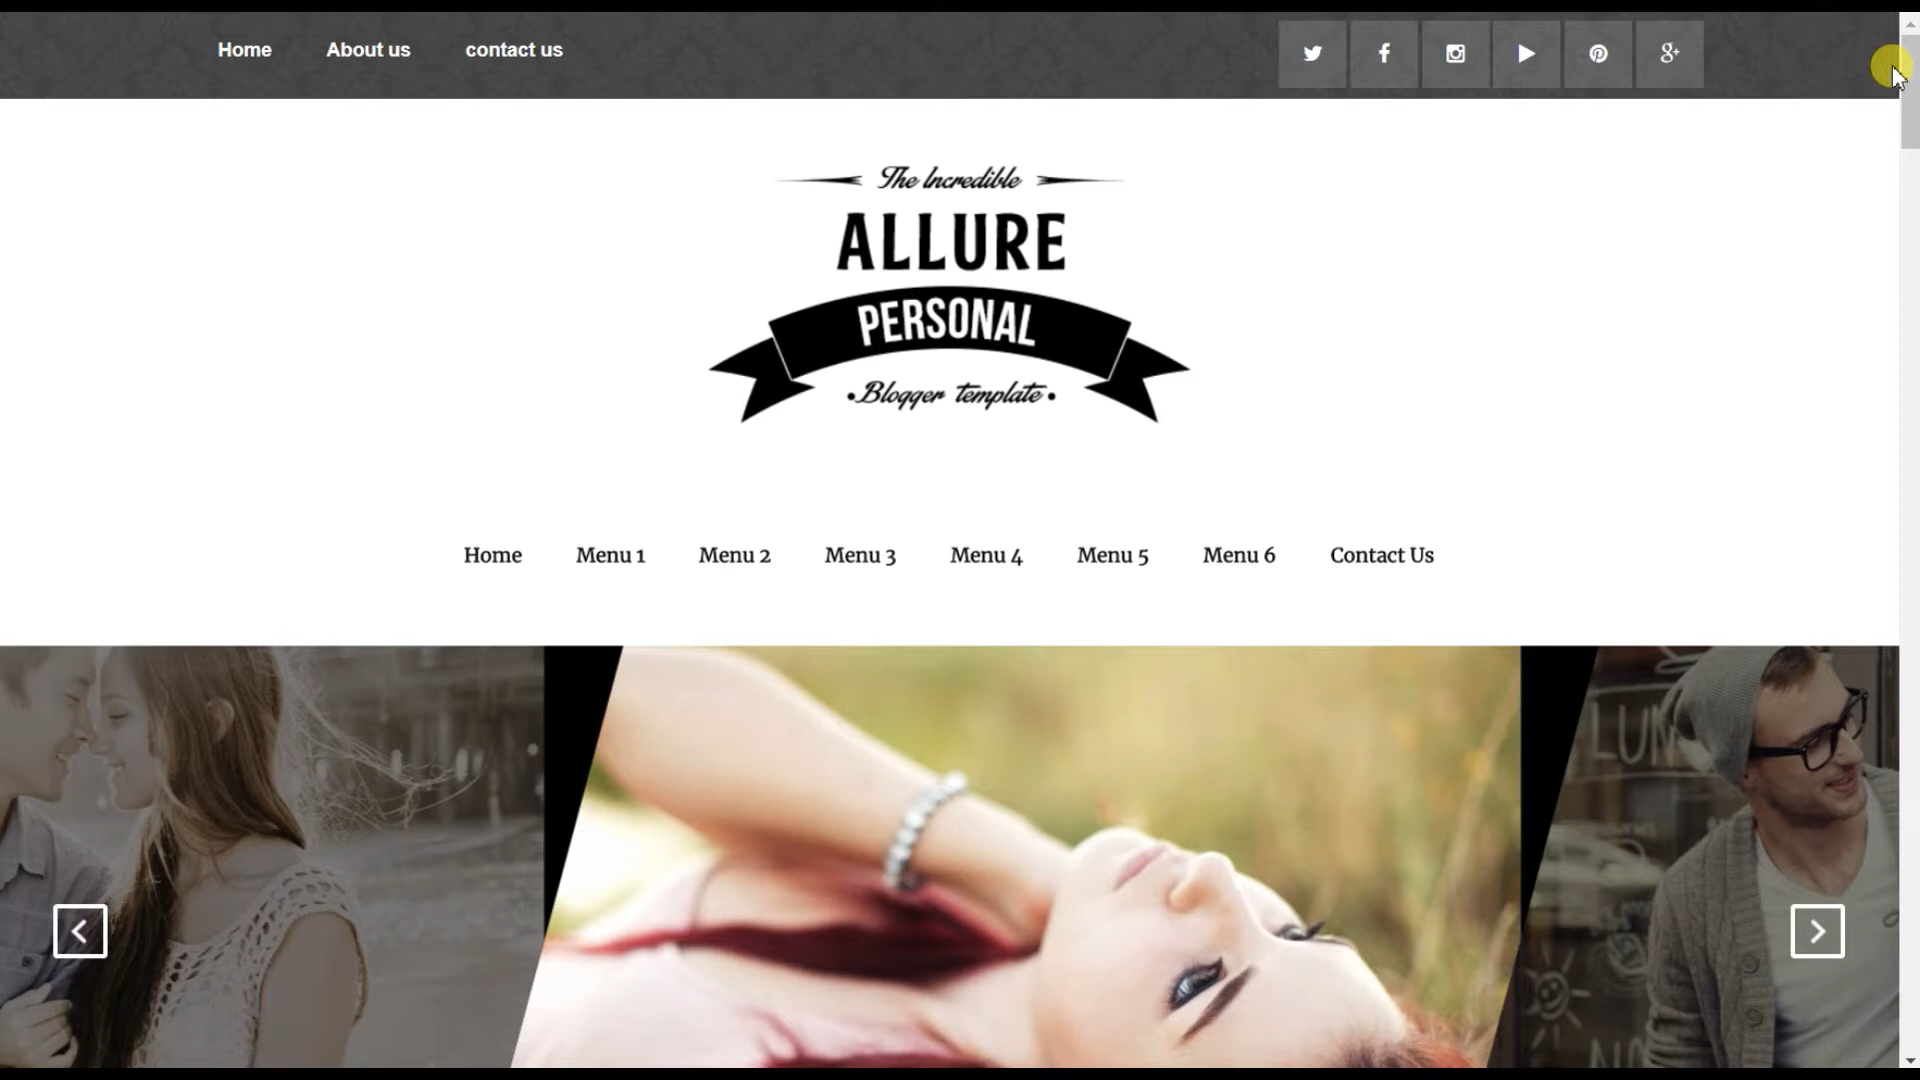 Home About us contact us
The Incredible
ALLURE
PERSONAL
Blogger template
Home Menu 1 Menu 2 Menu 3 Menu 4 Menu 5 Menu 6 Contact Us